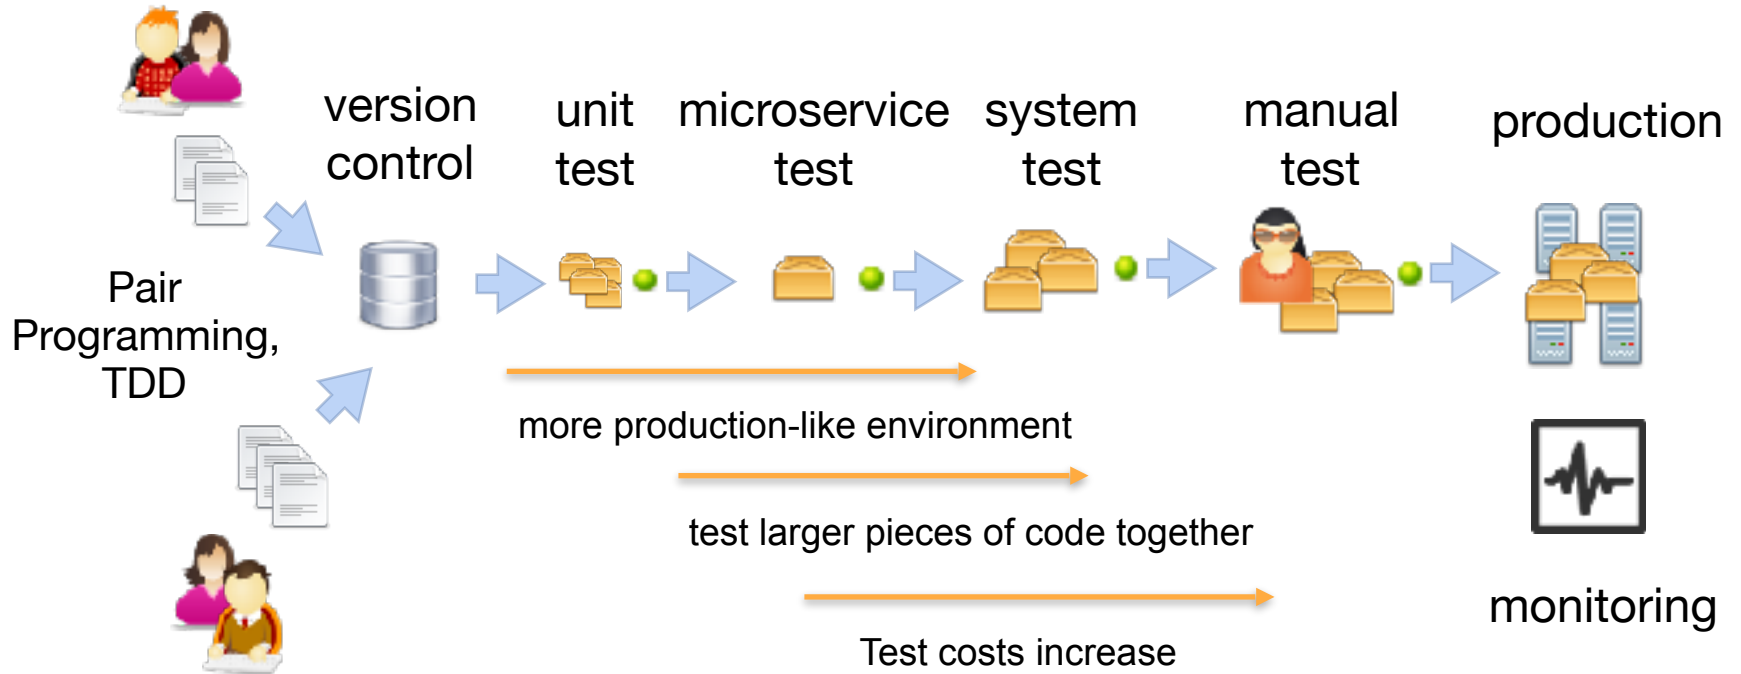 version
control
unit
test
microservice
test
system
test
manual
test
production
Pair
Programming,
TDD
more production-like environment
test larger pieces of code together
Test costs increase
monitoring